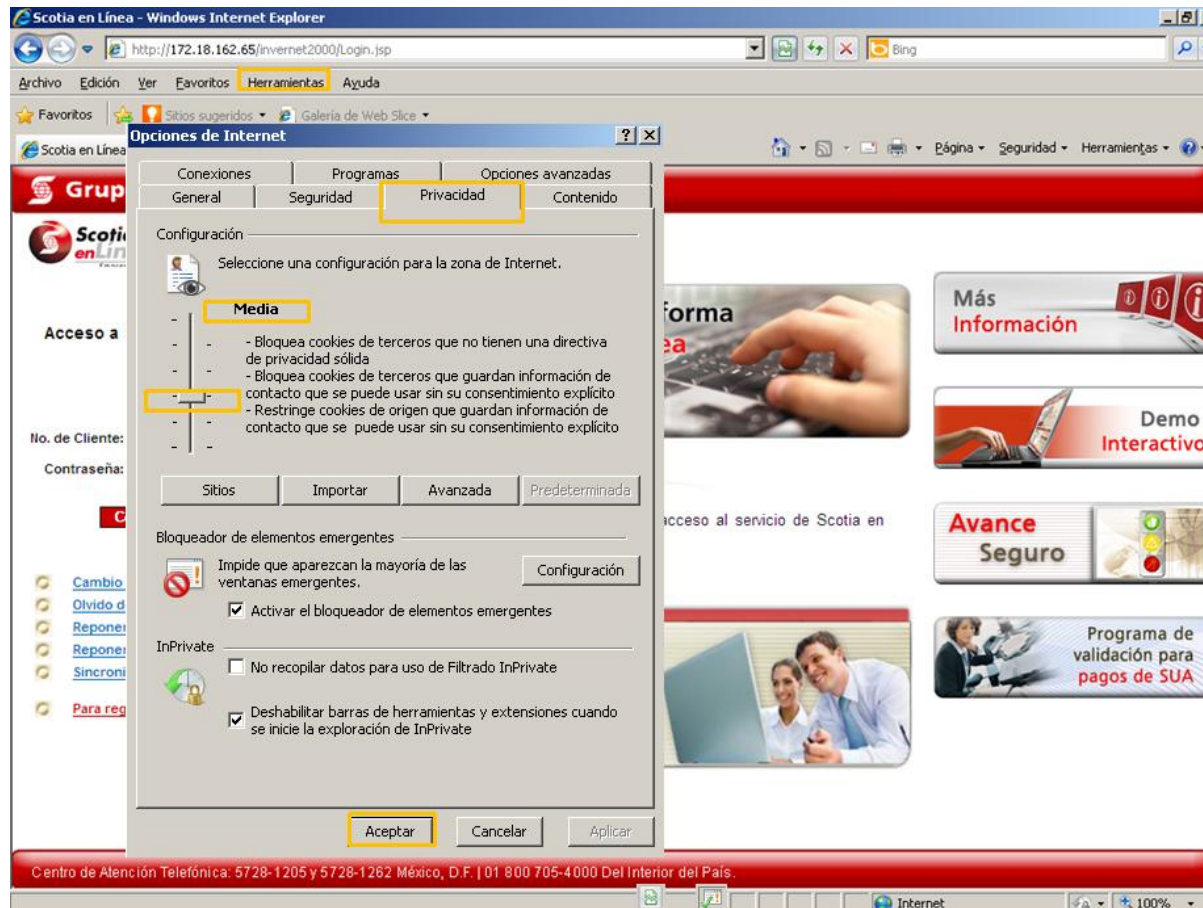 Scotia en Línea - Windows Internet Explorer
http://172.18.162.65/invernet2000/Login.jsp
Bing
Archivo Edición Ver Favoritos Herramientas Ayuda
Favoritos Sitios sugeridos Galería de Web Slice
Scotia en Línea
Página Seguridad Herramientas
Opciones de Internet
Conexiones Programas Opciones avanzadas
General Seguridad Privacidad Contenido
Grup
Scotia
enLín
Acceso a
No. de Cliente:
Contraseña:
C
Cambio
Olvido d
Reponer
Reponer
Sincroni
Para reg
Configuración
Seleccione una configuración para la zona de Internet.
Media
- Bloquea cookies de terceros que no tienen una directiva
de privacidad sólida
- Bloquea cookies de terceros que guardan información de
contacto que se puede usar sin su consentimiento explícito
- Restringe cookies de origen que guardan información de
contacto que se puede usar sin su consentimiento explícito
Sitios Importar Avanzada Predeterminada
Bloqueador de elementos emergentes
Impide que aparezcan la mayoría de las
ventanas emergentes.
Configuración
Activar el bloqueador de elementos emergentes
InPrivate
No recopilar datos para uso de Filtrado InPrivate
Deshabilitar barras de herramientas y extensiones cuando
se inicie la exploración de InPrivate
Aceptar Cancelar Aplicar
forma
ea
acceso al servicio de Scotia en
Más
Información
Demo
Interactivo
Avance
Seguro
Programa de
validación para
pagos de SUA
Centro de Atención Telefónica: 5728-1205 y 5728-1262 México, D.F. | 01 800 705-4000 Del Interior del País.
Internet 100%